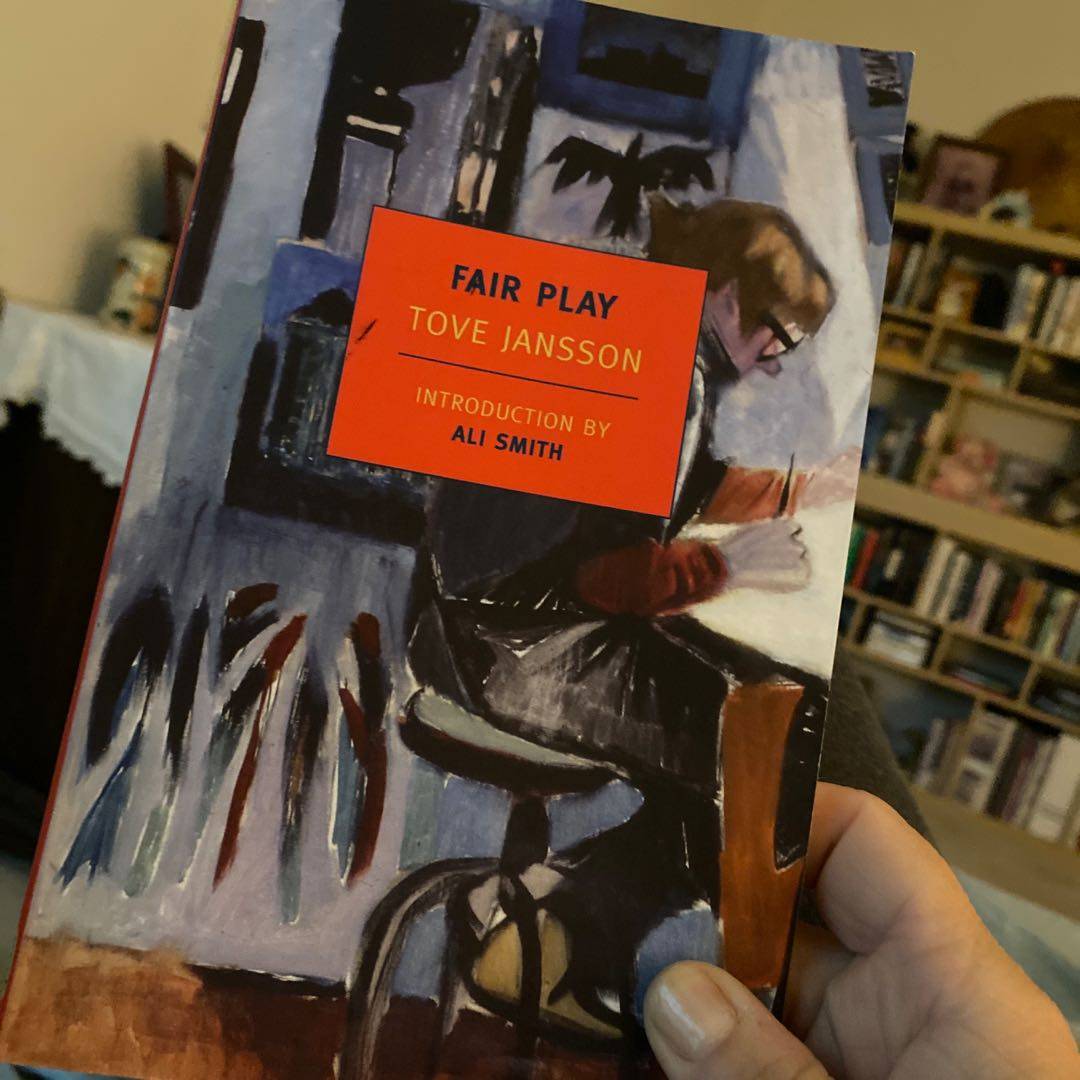 FAIR PLAY
TOVE JANSSON
INTRODUCTION BY
ALI SMITH